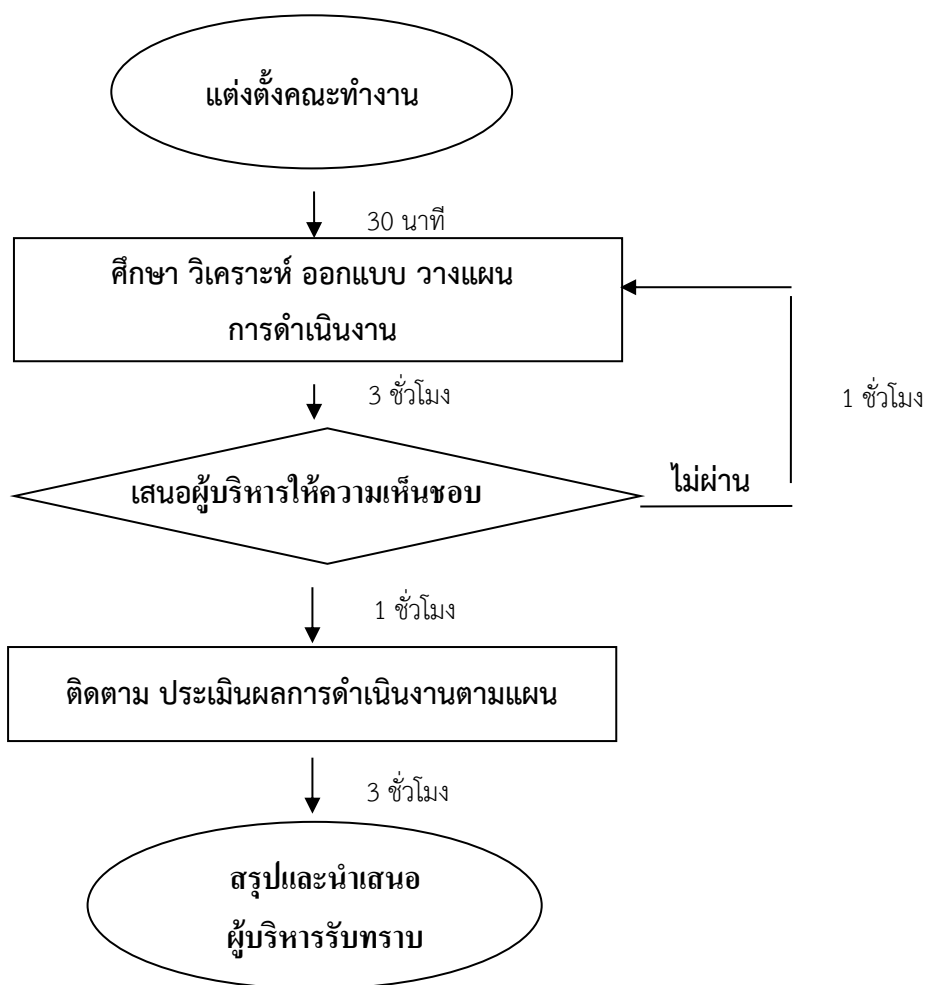 แต่งตั้งคณะทำงาน
30 นาที
ศึกษา วิเคราะห์ ออกแบบ วางแผน
การดำเนินงาน
3 ชั่วโมง
1 ชั่วโมง
เสนอผู้บริหารให้ความเห็นชอบ
ไม่ผ่าน
1 ชั่วโมง
ติดตาม ประเมินผลการดำเนินงานตามแผน
3 ชั่วโมง
สรุปและนำเสนอ
ผู้บริหารรับทราบ